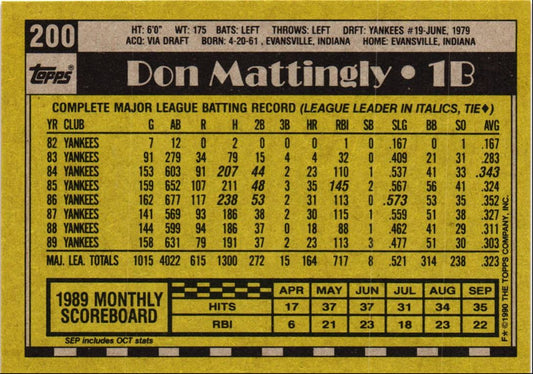 200
HT: 6'0" WT: 175 BATS: LEFT THROWS: LEFT DRFT: YANKEES #19-JUNE, 1979
ACQ: VIA DRAFT BORN: 4-20-61, EVANSVILLE, INDIANA HOME: EVANSVILLE, INDIANA
TOPPS Don Mattingly • 1B
COMPLETE MAJOR LEAGUE BATTING RECORD (LEAGUE LEADER IN ITALICS, TIE♦)
YR CLUB G AB R H 2B 3B HR RBI SB SLG BB SO AVG
82 YANKEES 7 12 0 2 0 0 0 1 0 .167 0 1 .167
83 YANKEES 91 279 34 79 15 4 4 32 0 .409 21 31 .283
84 YANKEES 153 603 91 207 44 2 23 110 1 .537 41 33 .343
85 YANKEES 159 652 107 211 48 3 35 145 2 .567 56 41 .324
86 YANKEES 162 677 117 238 53 2 31 113 0 .573 53 35 .352
87 YANKEES 141 569 93 186 38 2 30 115 1 .559 51 38 .327
88 YANKEES 144 599 94 186 37 0 18 88 1 .462 41 29 .311
89 YANKEES 158 631 79 191 37 2 23 113 3 .477 51 30 .303
MAJ. LEA. TOTALS 1015 4022 615 1300 272 15 164 717 8 .521 314 238 .323
1989 MONTHLY SCOREBOARD
APR MAY JUN JUL AUG SEP
HITS 17 37 37 31 34 35
RBI 6 21 23 18 23 22
SEP includes OCT stats
F* © 1990 THE TOPPS COMPANY, INC.